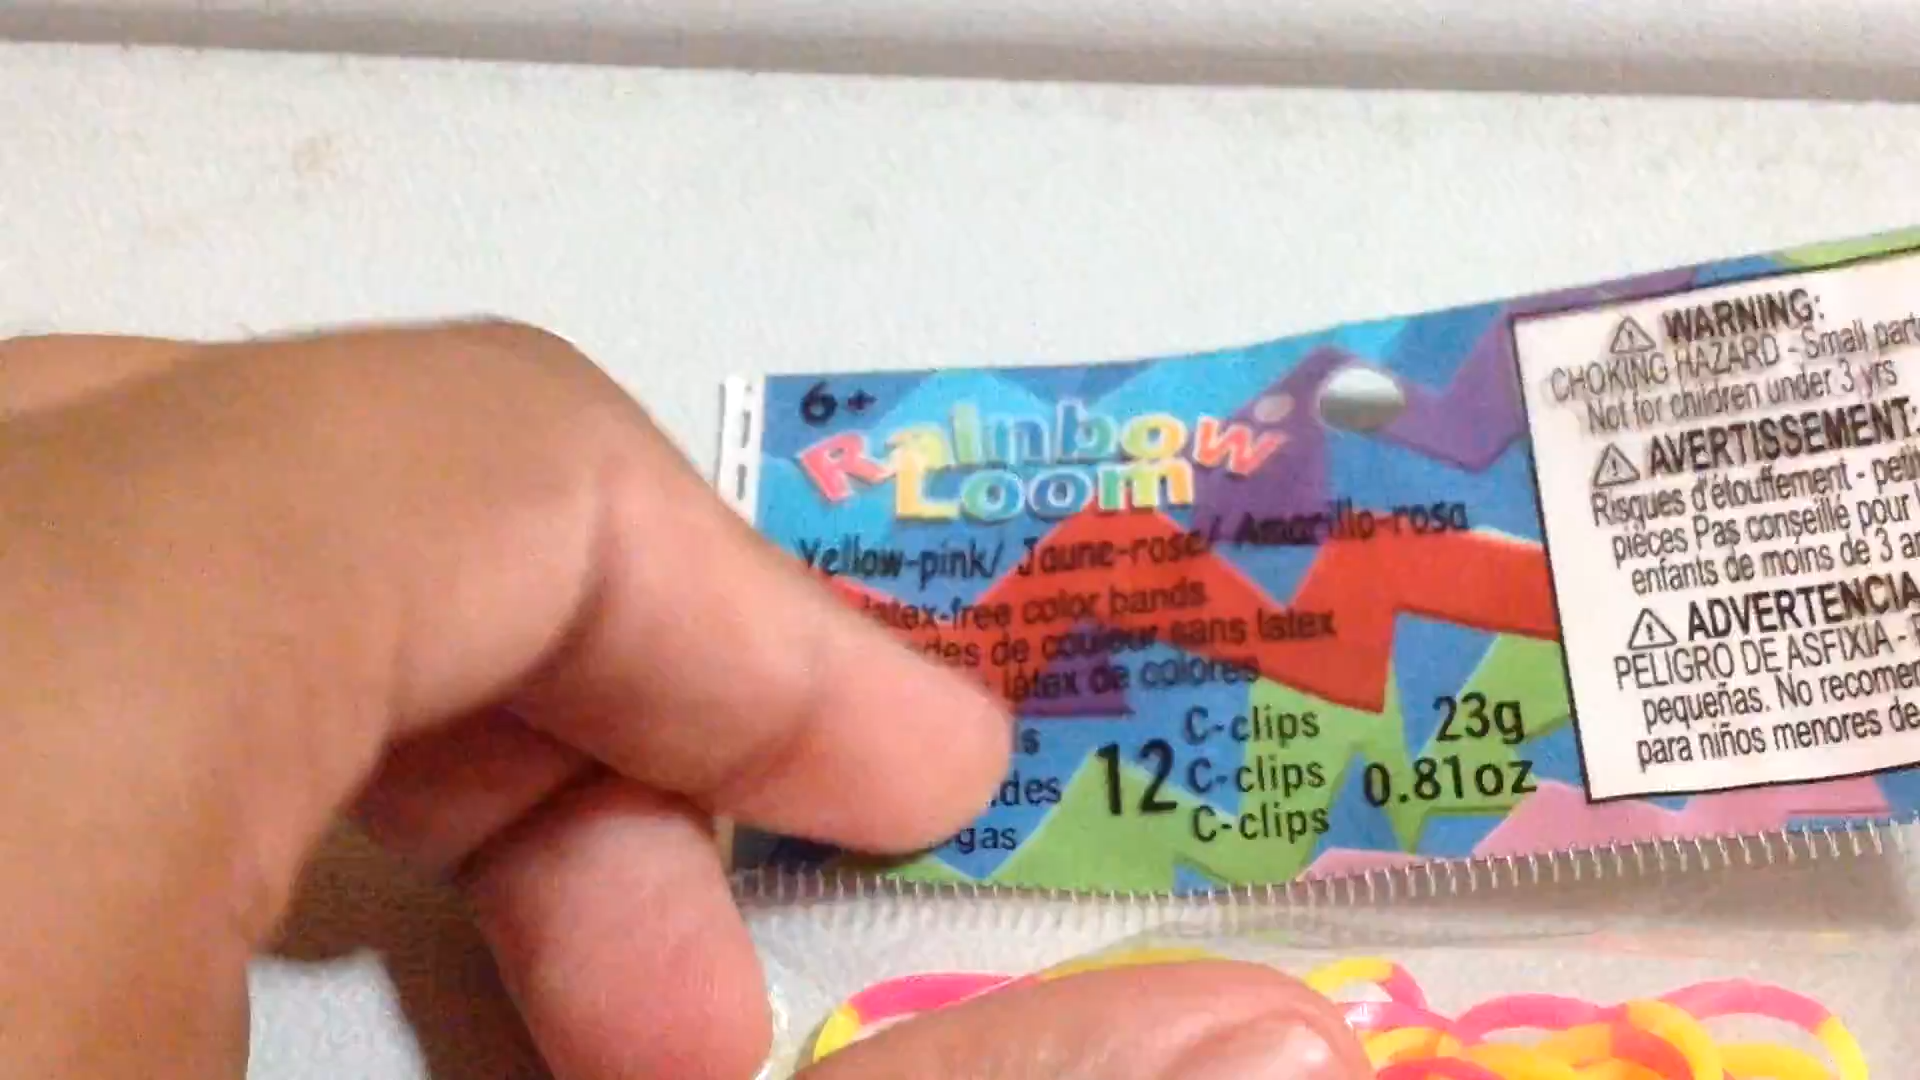 6+
Rainbow
Loom
Yellow-pink/ Jaune-rose/ Amarillo-rosa
latex-free color bands
de couleur sans latex
látex de colores
12
C-clips
C-clips
C-clips
23g
0.81oz
WARNING:
CHOKING HAZARD - Small
Not for children under 3 yrs
AVERTISSEMENT:
Risques d'étouffement -
pièces Pas conseillé pour
enfants de moins de 3
ADVERTENCIA
PELIGRO DE ASFIXIA -
pequeñas. No
para niños menores de